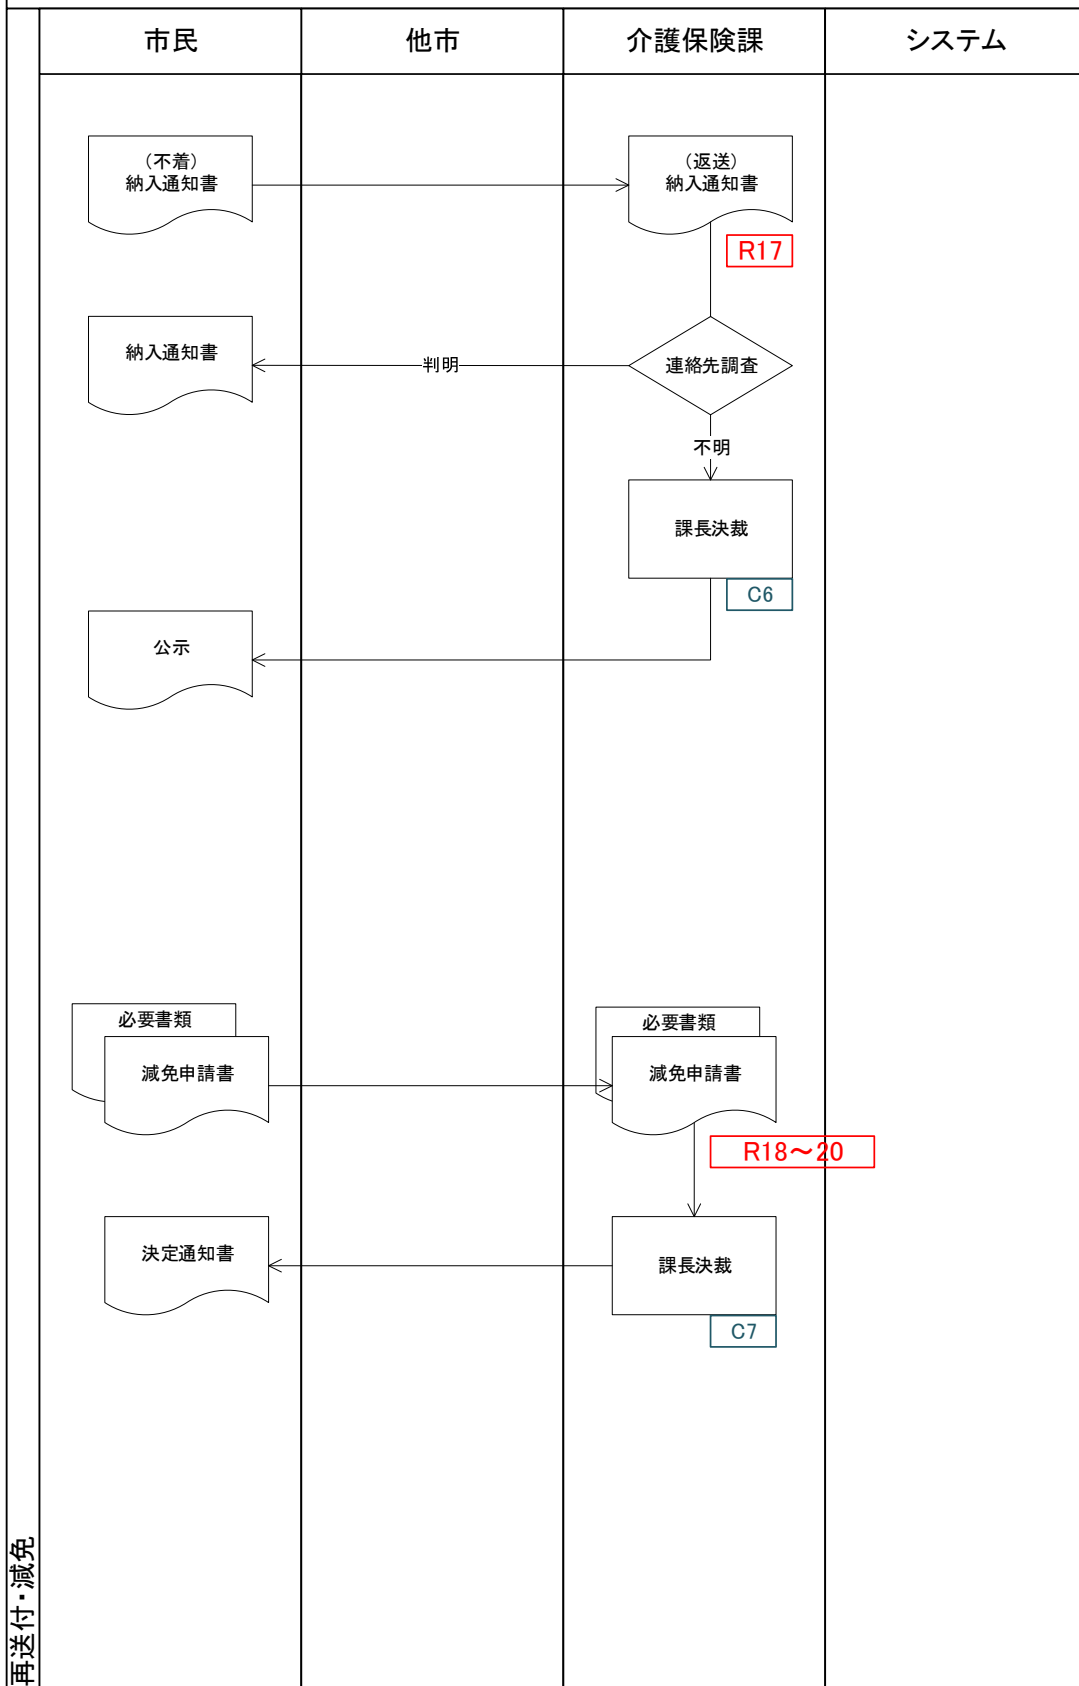 市民
他市
介護保険課
システム
（不着）
納入通知書
（返送）
納入通知書
R17
納入通知書
判明
連絡先調査
不明
課長決裁
C6
公示
必要書類
減免申請書
必要書類
減免申請書
R18～20
決定通知書
課長決裁
C7
再送付・減免